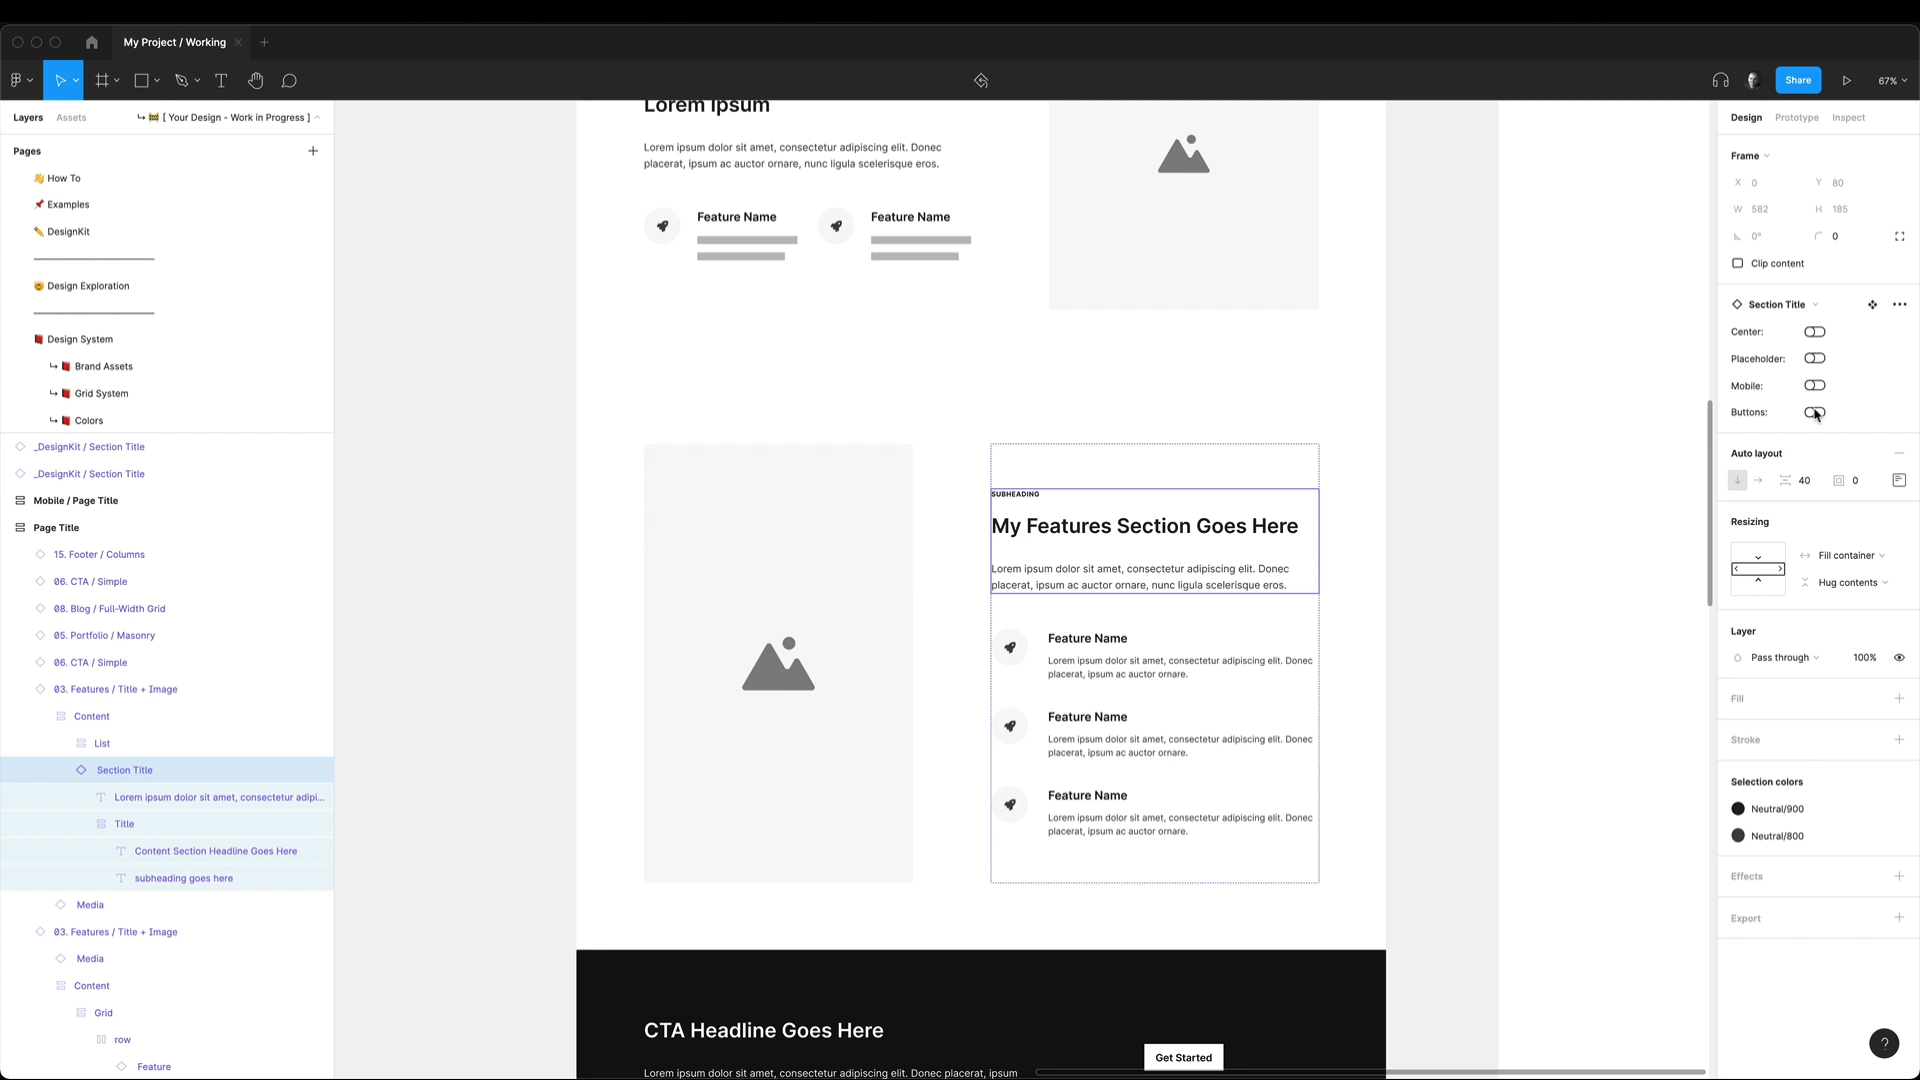 My Project / Working
Share
67%
Layers
Assets
[ Your Design - Work in Progress ]
Pages
How To
Examples
DesignKit
Design Exploration
Design System
Brand Assets
Grid System
Colors
_DesignKit / Section Title
_DesignKit / Section Title
Mobile / Page Title
Page Title
15. Footer / Columns
06. CTA / Simple
08. Blog / Full-Width Grid
05. Portfolio / Masonry
06. CTA / Simple
03. Features / Title + Image
Content
List
Section Title
Lorem ipsum dolor sit amet, consectetur adipi...
Title
Content Section Headline Goes Here
subheading goes here
Media
03. Features / Title + Image
Media
Content
Grid
row
Feature
Lorem Ipsum
Lorem ipsum dolor sit amet, consectetur adipiscing elit. Donec
placerat, ipsum ac auctor ornare, nunc ligula scelerisque eros.
Feature Name
Feature Name
SUBHEADING
My Features Section Goes Here
Lorem ipsum dolor sit amet, consectetur adipiscing elit. Donec
placerat, ipsum ac auctor ornare, nunc ligula scelerisque eros.
Feature Name
Lorem ipsum dolor sit amet, consectetur adipiscing elit. Donec
placerat, ipsum ac auctor ornare.
Feature Name
Lorem ipsum dolor sit amet, consectetur adipiscing elit. Donec
placerat, ipsum ac auctor ornare.
Feature Name
Lorem ipsum dolor sit amet, consectetur adipiscing elit. Donec
placerat, ipsum ac auctor ornare.
CTA Headline Goes Here
Lorem ipsum dolor sit amet, consectetur adipiscing elit. Donec placerat, ipsum
Get Started
Design
Prototype
Inspect
Frame
X 0
Y 80
W 582
H 185
0°
0
Clip content
Section Title
Center:
Placeholder:
Mobile:
Buttons:
Auto layout
40
0
Resizing
Fill container
Hug contents
Layer
Pass through
100%
Fill
Stroke
Selection colors
Neutral/900
Neutral/800
Effects
Export
?